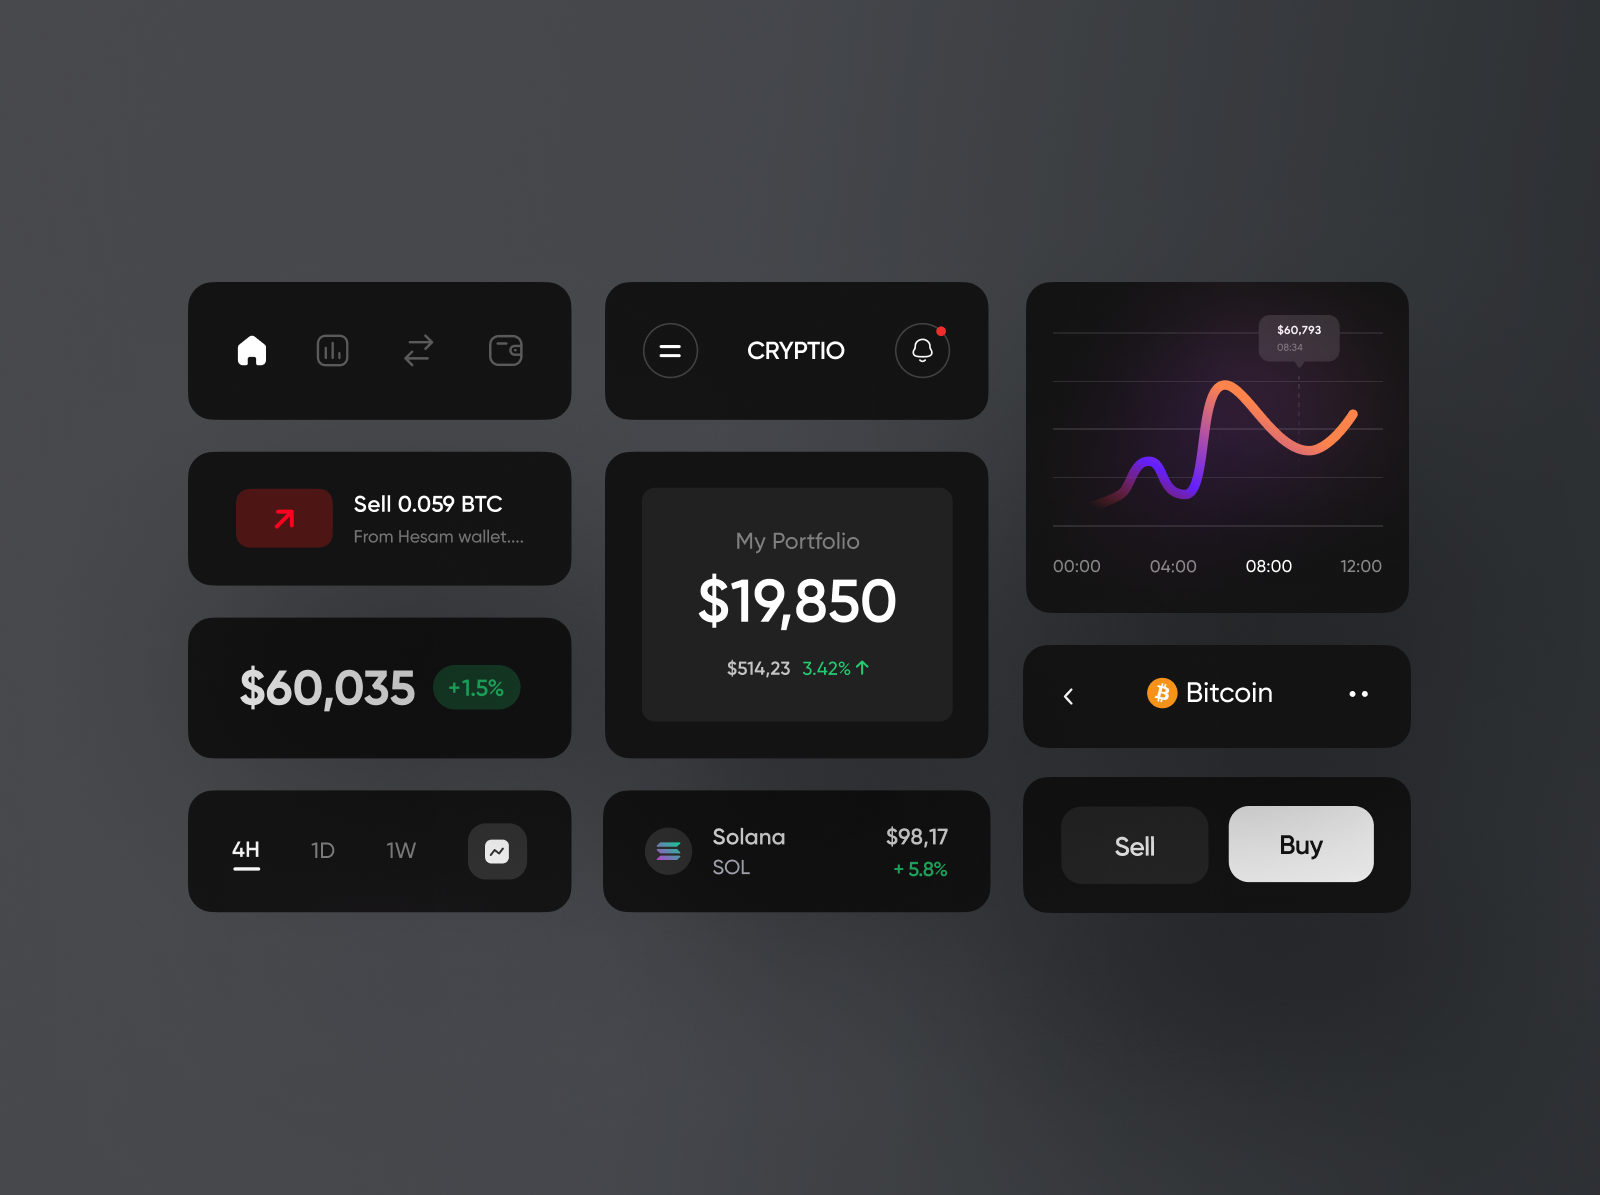 CRYPTIO
$60,793
08:34
00:00 04:00 08:00 12:00
Sell 0.059 BTC
From Hesam wallet....
My Portfolio
$19,850
$514,23 3.42%
$60,035 +1.5%
Bitcoin
4H 1D 1W
Solana $98,17
SOL + 5.8%
Sell Buy